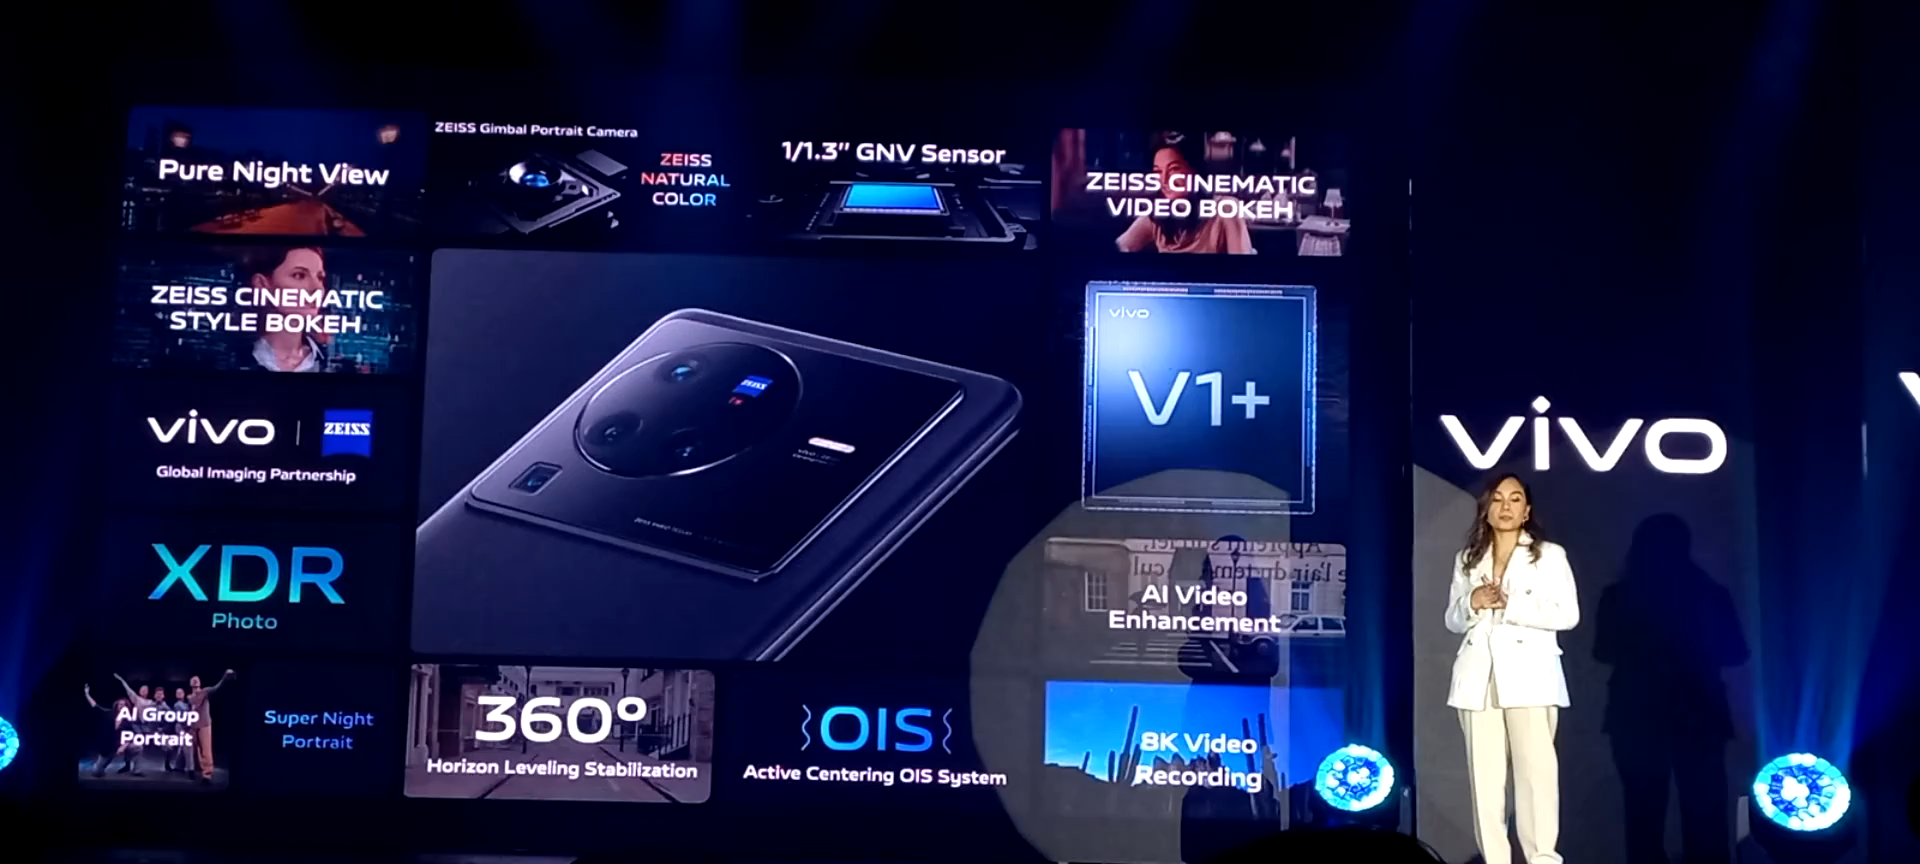 Pure Night View
ZEISS Gimbal Portrait Camera
ZEISS
NATURAL
COLOR
1/1.3" GNV Sensor
ZEISS CINEMATIC
VIDEO BOKEH
ZEISS CINEMATIC
STYLE BOKEH
ZEISS
vivo
V1+
vivo | ZEISS
Global Imaging Partnership
vivo
XDR
Photo
AI Video
Enhancement
AI Group
Portrait
Super Night
Portrait
360°
Horizon Leveling Stabilization
OIS
Active Centering OIS System
8K Video
Recording